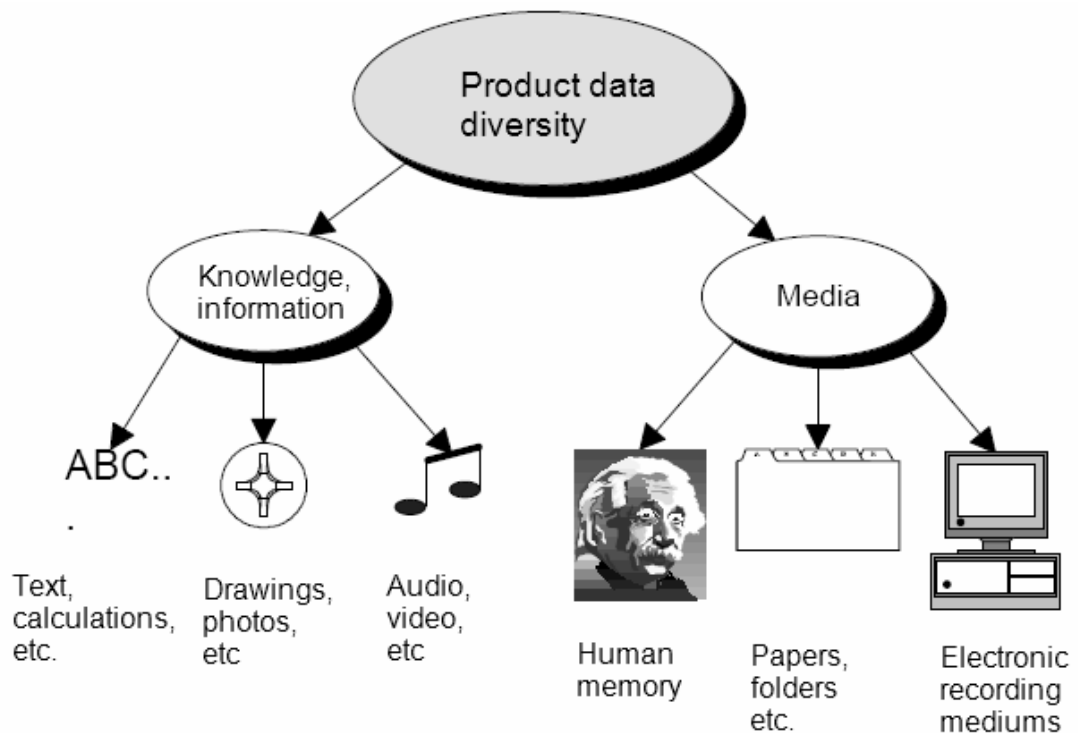 Product data
diversity
Knowledge,
information
Media
ABC..
.
Text,
calculations,
etc.
Drawings,
photos,
etc
Audio,
video,
etc
A B C D E
Human
memory
Papers,
folders
etc.
Electronic
recording
mediums